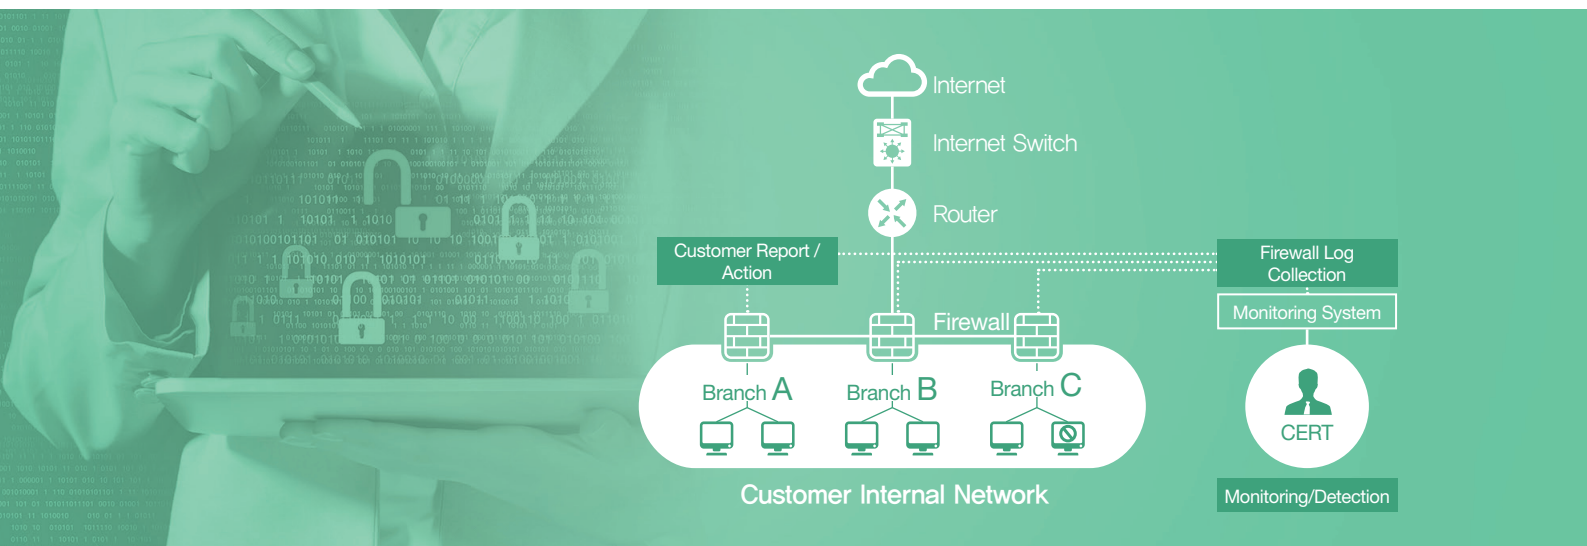 Internet
Internet Switch
Router
Customer Report /
Action
Firewall Log
Collection
Monitoring System
Firewall
Branch A
Branch B
Branch C
CERT
Customer Internal Network
Monitoring/Detection